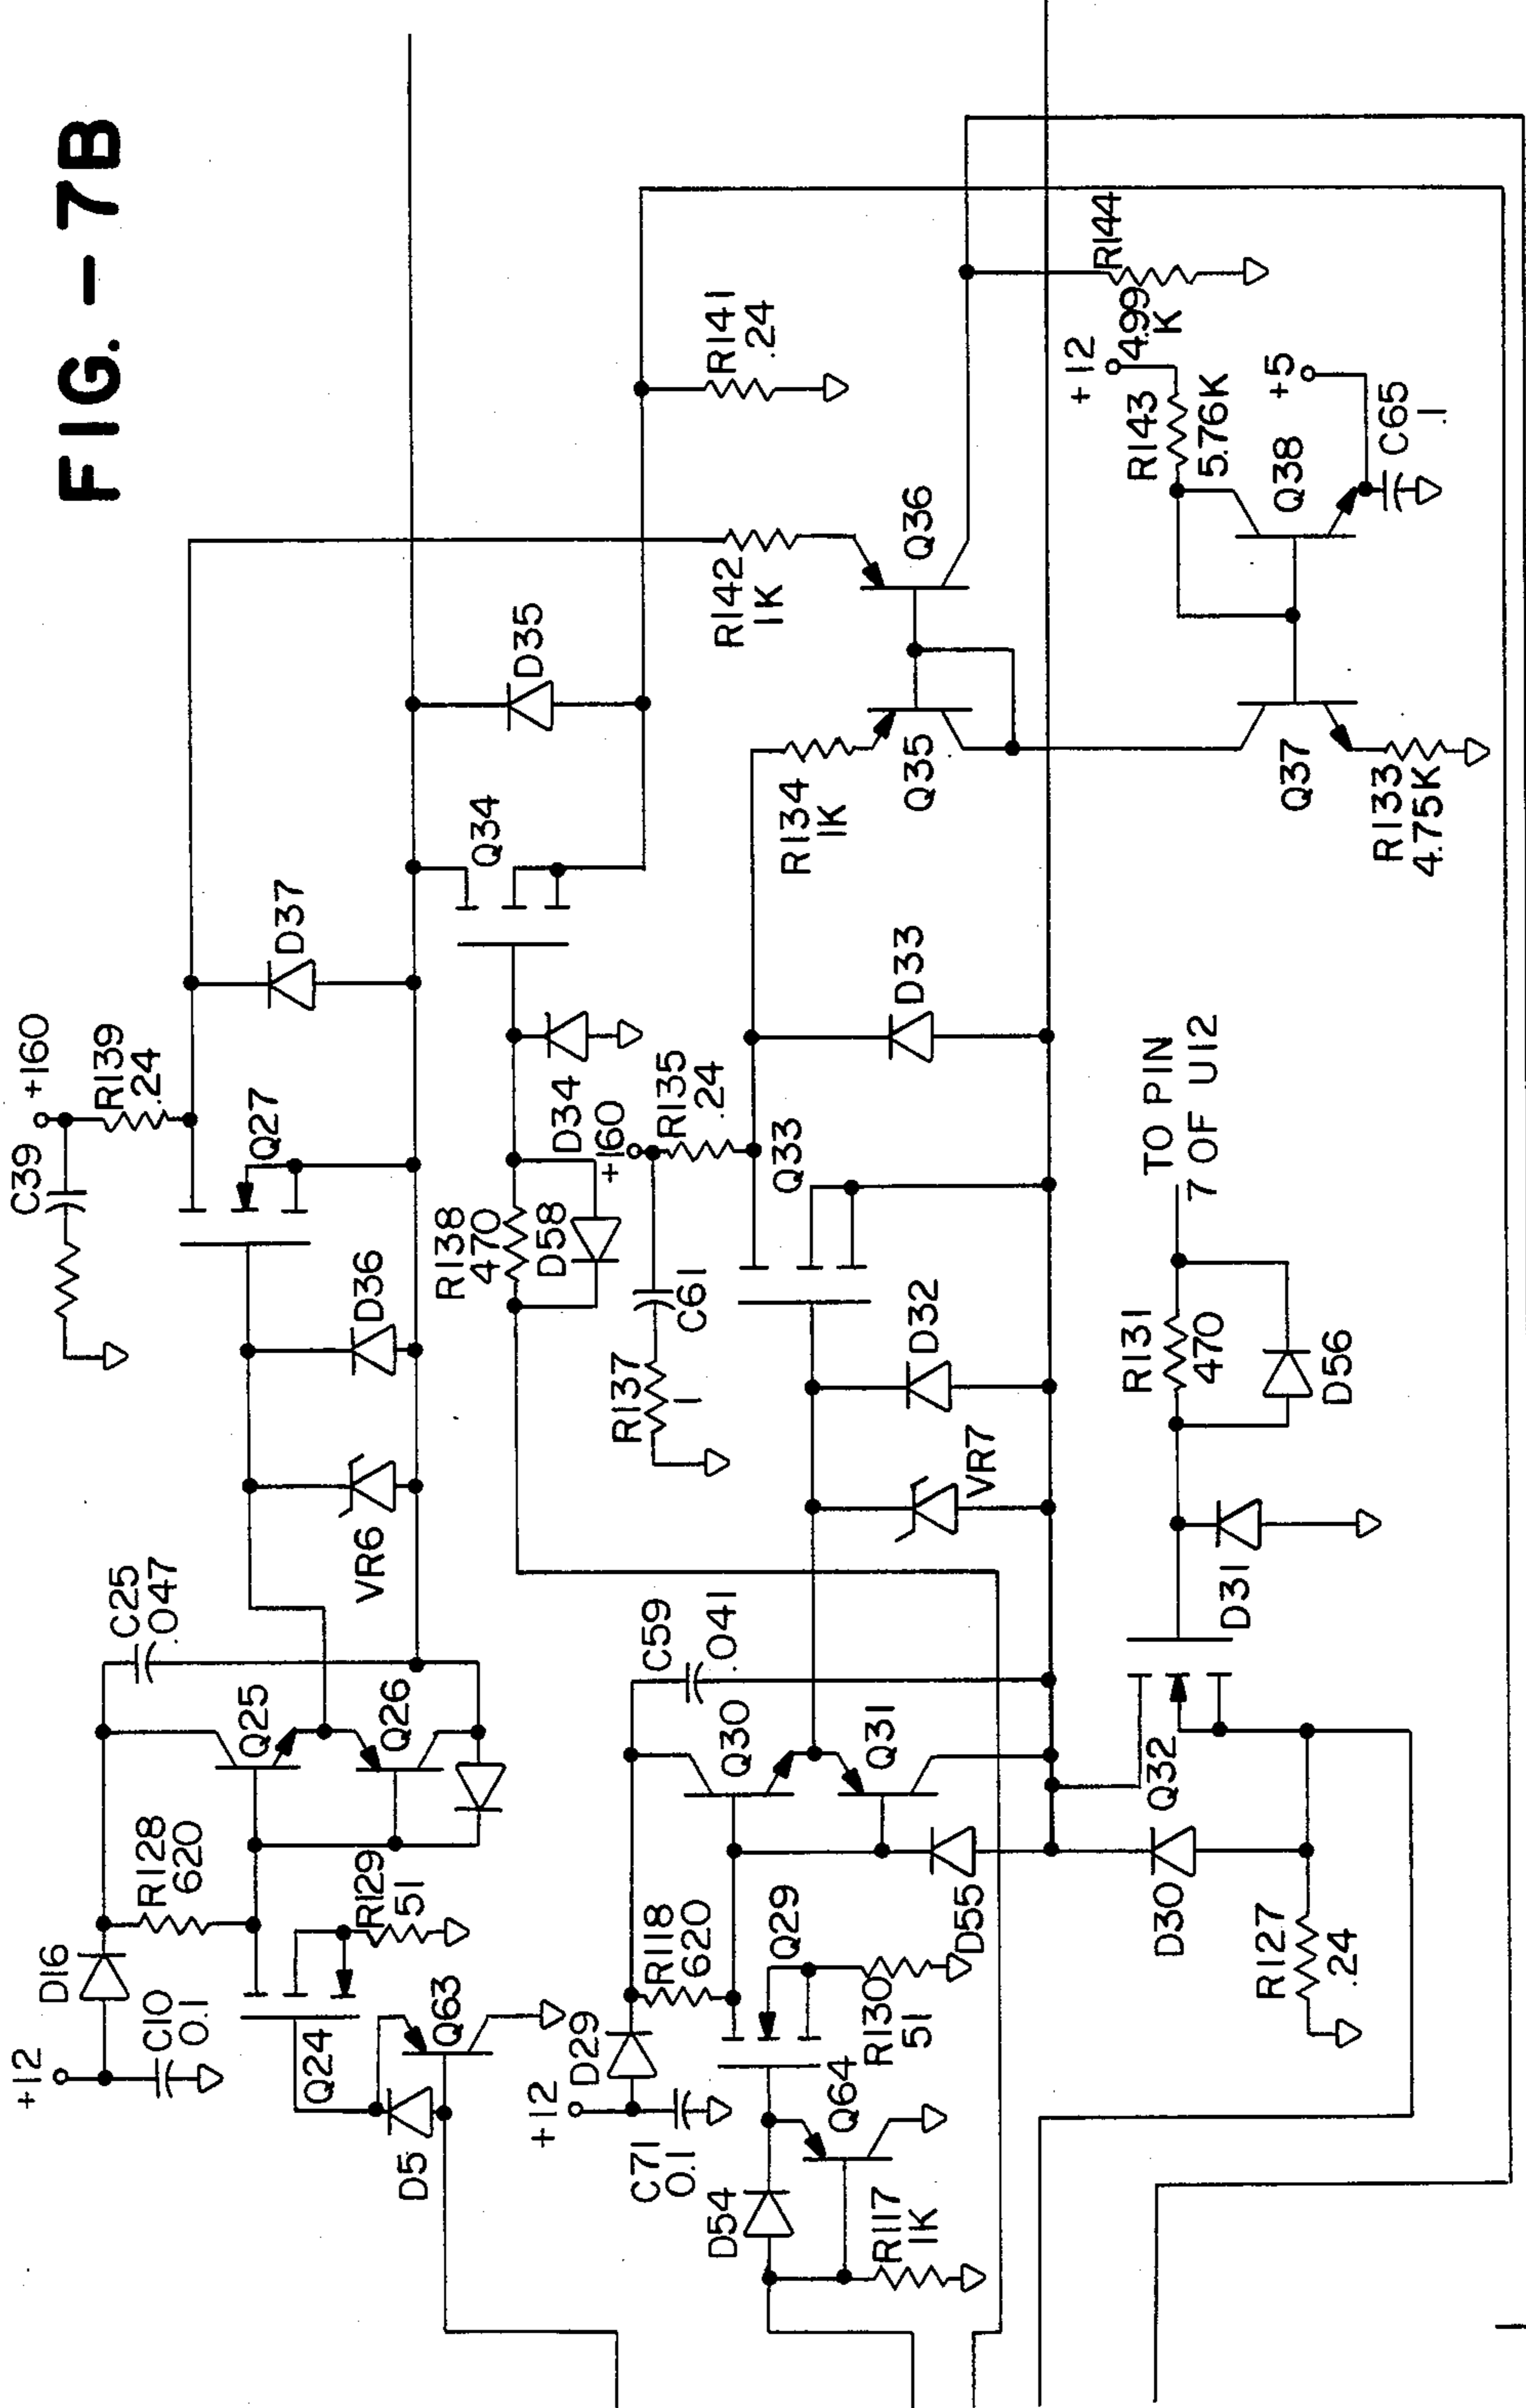 FIG. - 7B
+12
D16
C10
0.1
R128
620
C25
.047
Q25
Q26
VR6
D36
C39
+160
R139
.24
Q27
D37
Q24
R129
51
D5
Q63
R138
470
D58
D34
Q34
D35
R141
.24
+12
D29
C71
0.1
R118
620
C59
.041
Q30
Q31
D54
Q64
R117
1K
Q29
R130
51
D55
R137
1
C61
+160
R135
.24
Q33
VR7
D32
D33
R134
1K
Q35
R142
1K
Q36
R144
4.99
K
D30
R127
.24
Q32
D31
R131
470
D56
TO PIN
7 OF U12
Q37
R133
4.75K
+12
R143
5.76K
Q38
+5
C65
.1